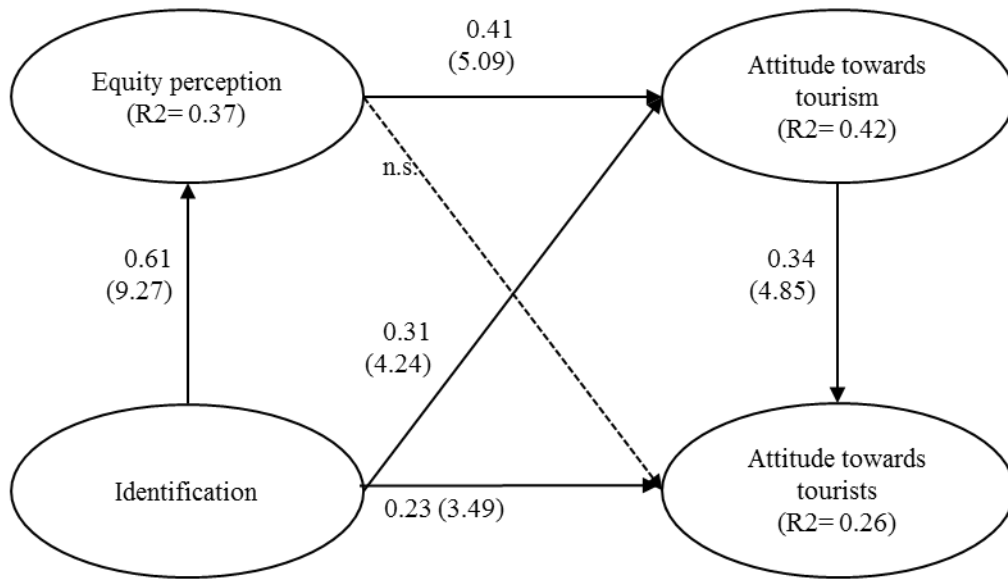 0.41
(5.09)
Equity perception
(R2= 0.37)
Attitude towards
tourism
(R2= 0.42)
n.s.
0.61
(9.27)
0.34
(4.85)
0.31
(4.24)
Identification
0.23 (3.49)
Attitude towards
tourists
(R2= 0.26)